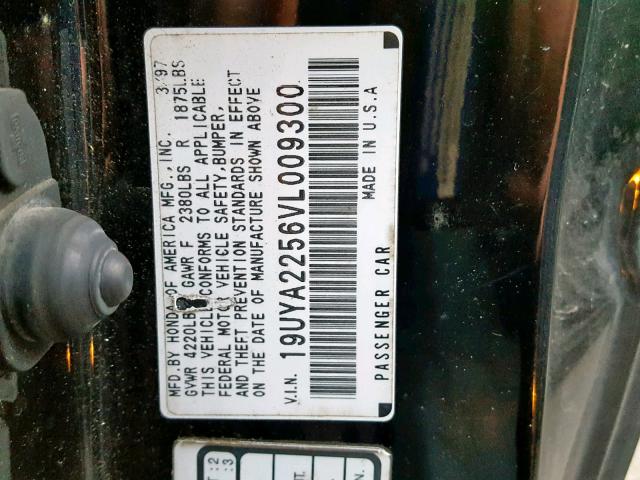 MFD.BY HONDA OF AMERICA MFG., INC. 3/97
GVWR 4220LBS GAWR F 2380LBS R 1875LBS
THIS VEHICLE CONFORMS TO ALL APPLICABLE
FEDERAL MOTOR VEHICLE SAFETY, BUMPER,
AND THEFT PREVENTION STANDARDS IN EFFECT
ON THE DATE OF MANUFACTURE SHOWN ABOVE
V.I.N. 19UYA2256VL009300
PASSENGER CAR MADE IN U.S.A